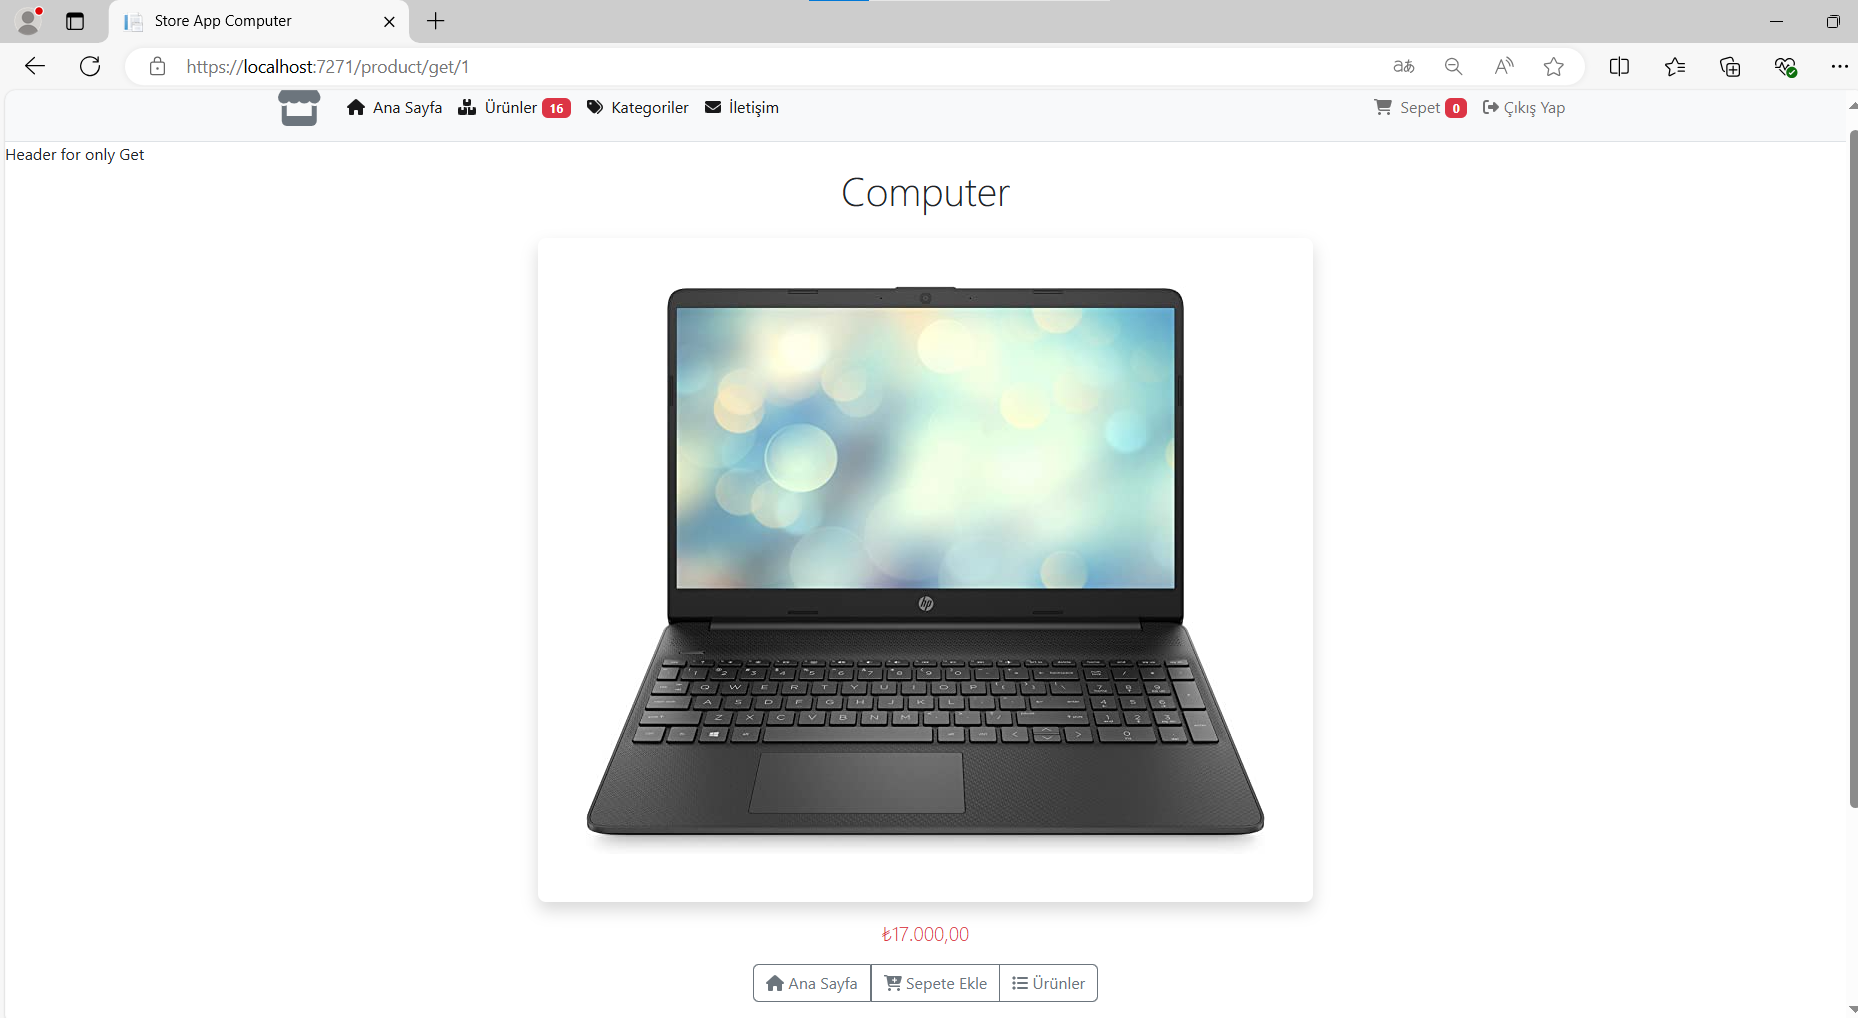 Store App Computer
https://localhost:7271/product/get/1
Ana Sayfa Ürünler 16 Kategoriler İletişim Sepet 0 Çıkış Yap
Header for only Get
Computer
hp
Q W E R T Y U I O P
A S D F G H J K L
Z X C V B N M
₺17.000,00
Ana Sayfa Sepete Ekle Ürünler